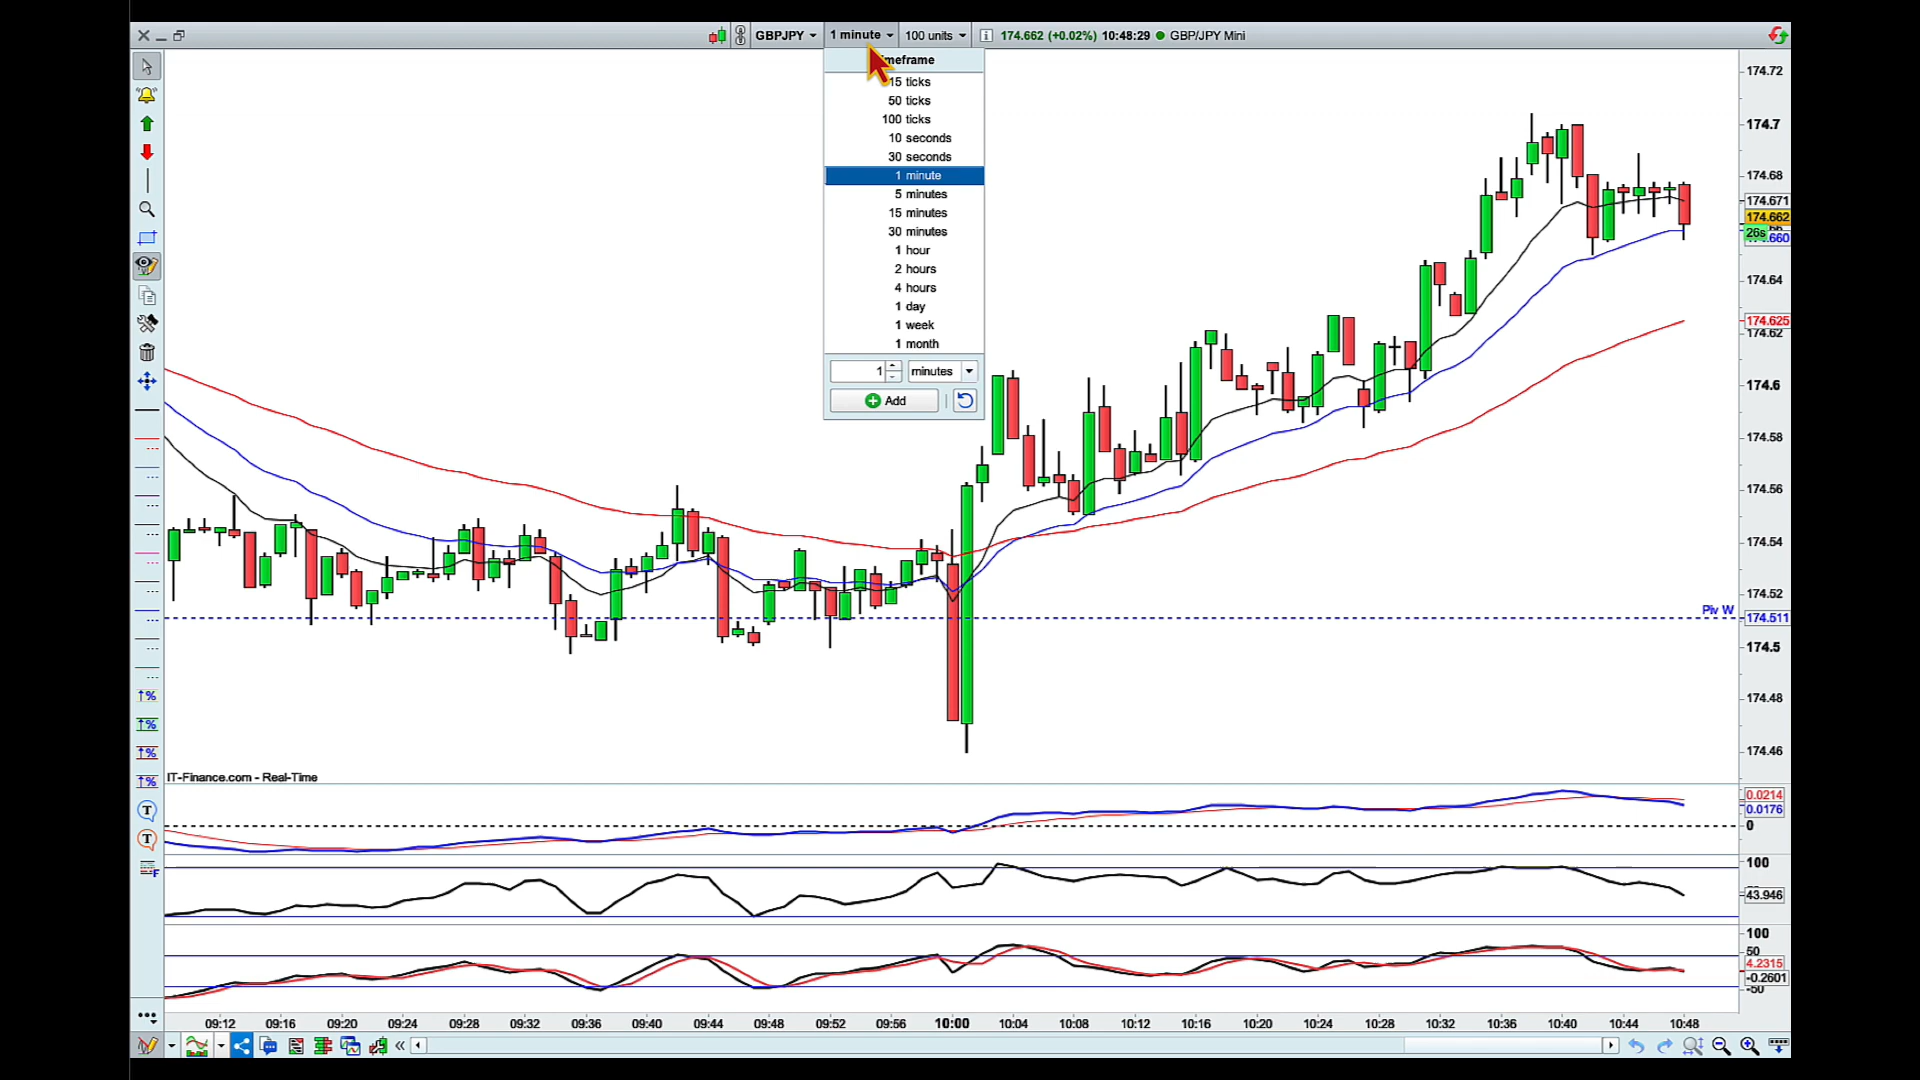 GBPJPY 1 minute 100 units 174.662 (+0.02%) 10:48:29 GBP/JPY Mini
meframe
15 ticks
50 ticks
100 ticks
10 seconds
30 seconds
1 minute
5 minutes
15 minutes
30 minutes
1 hour
2 hours
4 hours
1 day
1 week
1 month
1 minutes
Add
174.72
174.7
174.68
174.671
174.662
26s
174.64
174.625
174.62
174.6
174.58
174.56
174.54
174.52
Piv W
174.511
174.5
174.48
174.46
IT-Finance.com - Real-Time
0.0214
0.0176
0
100
43.946
100
50
4.2315
-0.2601
-50
09:12 09:16 09:20 09:24 09:28 09:32 09:36 09:40 09:44 09:48 09:52 09:56 10:00 10:04 10:08 10:12 10:16 10:20 10:24 10:28 10:32 10:36 10:40 10:44 10:48